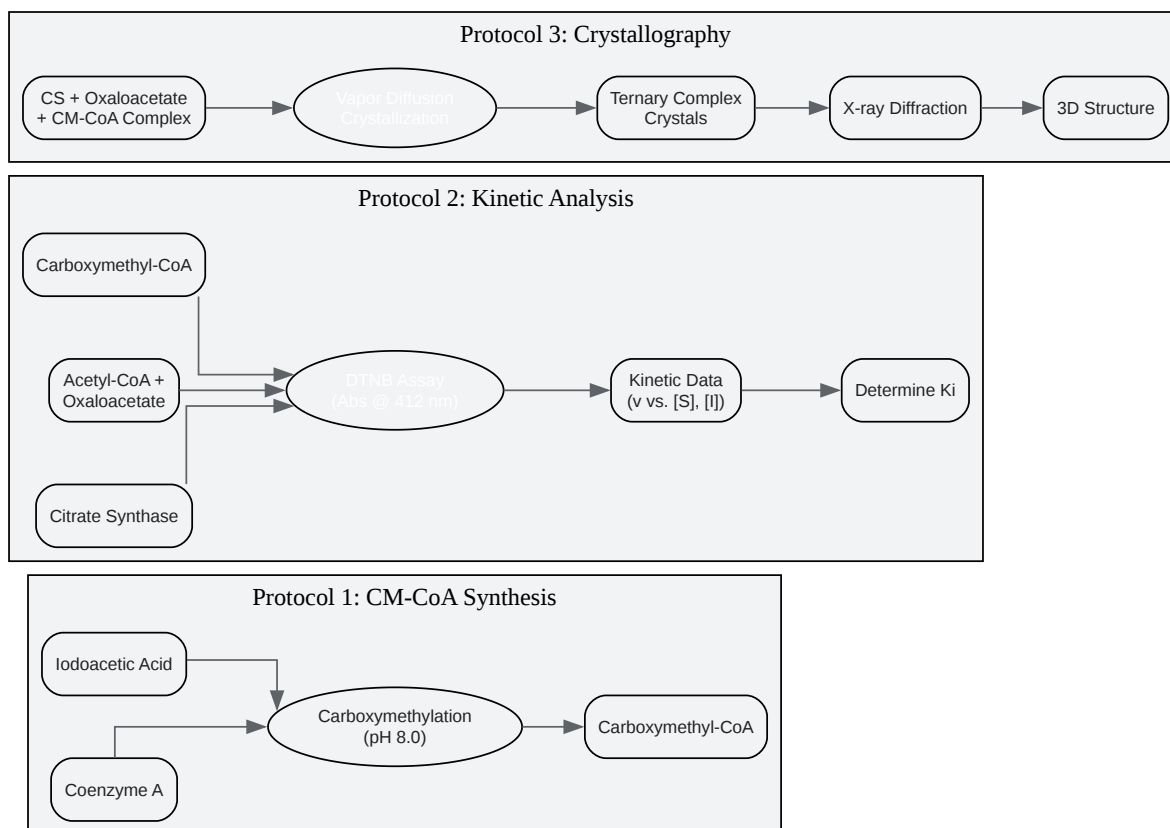 Protocol 3: Crystallography
CS + Oxaloacetate
+ CM-CoA Complex
Vapor Diffusion
Crystallization
Ternary Complex
Crystals
X-ray Diffraction
3D Structure
Protocol 2: Kinetic Analysis
Carboxymethyl-CoA
Acetyl-CoA +
Oxaloacetate
Citrate Synthase
DTNB Assay
(Abs @ 412 nm)
Kinetic Data
(v vs. [S], [I])
Determine Ki
Protocol 1: CM-CoA Synthesis
Iodoacetic Acid
Coenzyme A
Carboxymethylation
(pH 8.0)
Carboxymethyl-CoA